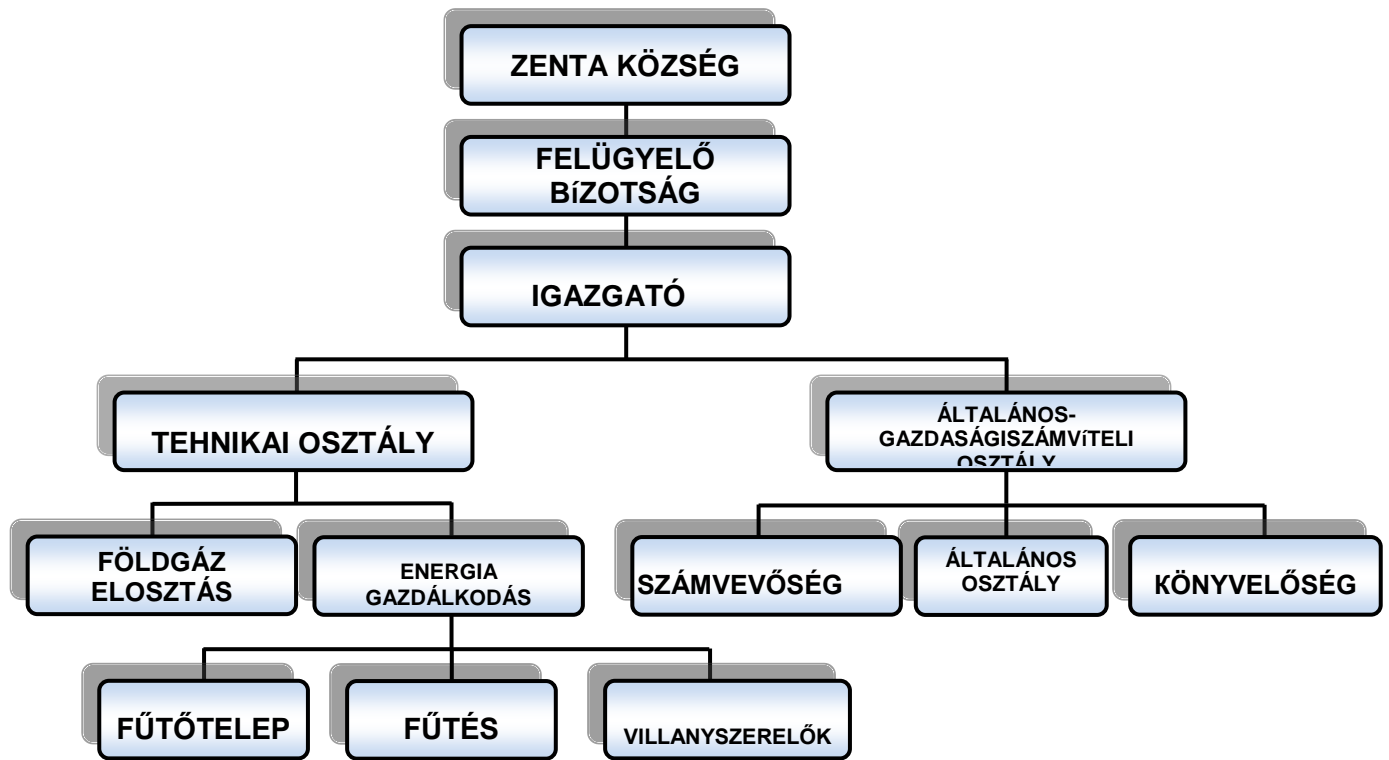 ZENTA KÖZSÉG
FELÜGYELŐ
BíZOTSÁG
IGAZGATÓ
TEHNIKAI OSZTÁLY
ÁLTALÁNOS-
GAZDASÁGISZÁMVíTELI
OSZTÁLY
FÖLDGÁZ
ELOSZTÁS
ENERGIA
GAZDÁLKODÁS
SZÁMVEVŐSÉG
ÁLTALÁNOS
OSZTÁLY
KÖNYVELŐSÉG
FŰTŐTELEP
FŰTÉS
VILLANYSZERELŐK